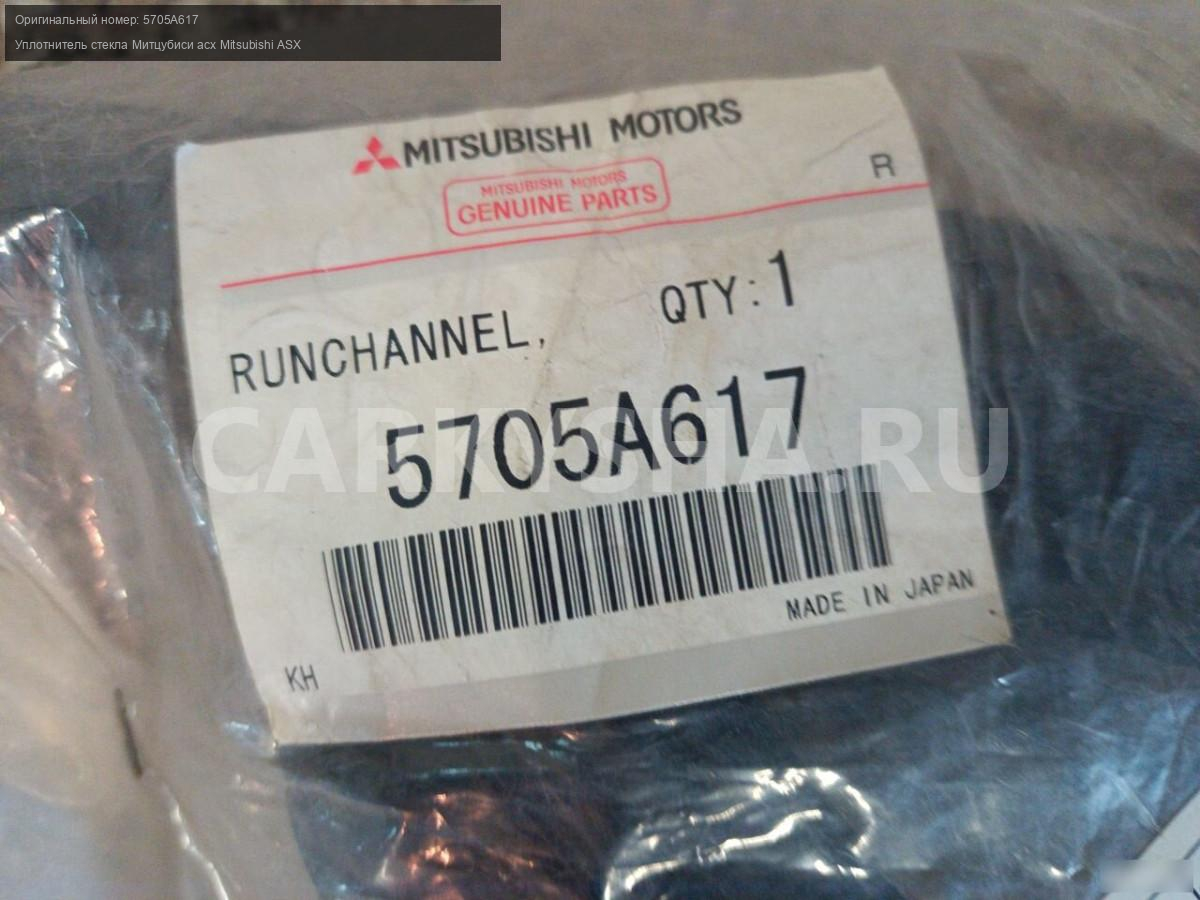 Оригинальный номер: 5705A617
Уплотнитель стекла Митцубиси асх Mitsubishi ASX
MITSUBISHI MOTORS
MITSUBISHI MOTORS
GENUINE PARTS
R
RUNCHANNEL, QTY: 1
5705A617
CARKISHA.RU
MADE IN JAPAN
KH